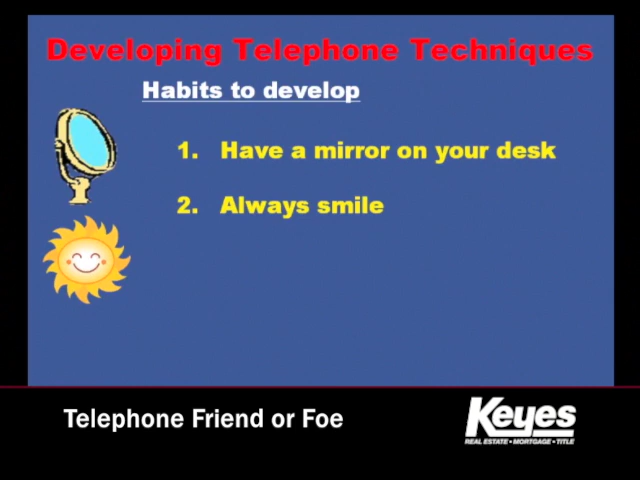 Developing Telephone Techniques
Habits to develop
1. Have a mirror on your desk
2. Always smile
Telephone Friend or Foe
Keyes
REAL ESTATE • MORTGAGE • TITLE